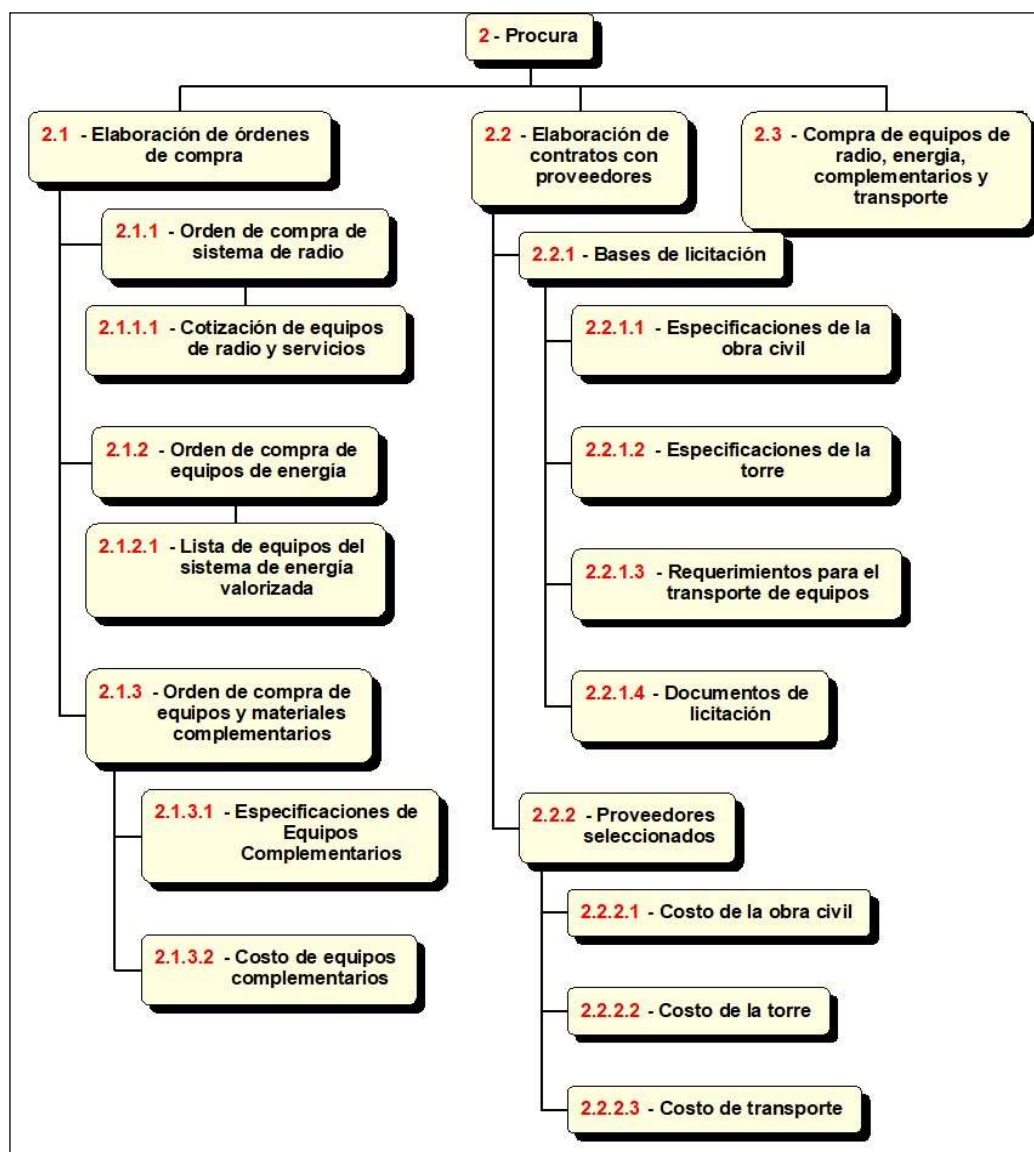 2 - Procura
2.1 - Elaboración de órdenes
de compra
2.1.1 - Orden de compra de
sistema de radio
2.1.1.1 - Cotización de equipos
de radio y servicios
2.1.2 - Orden de compra de
equipos de energía
2.1.2.1 - Lista de equipos del
sistema de energía
valorizada
2.1.3 - Orden de compra de
equipos y materiales
complementarios
2.1.3.1 - Especificaciones de
Equipos
Complementarios
2.1.3.2 - Costo de equipos
complementarios
2.2 - Elaboración de
contratos con
proveedores
2.2.1 - Bases de licitación
2.2.1.1 - Especificaciones de la
obra civil
2.2.1.2 - Especificaciones de la
torre
2.2.1.3 - Requerimientos para el
transporte de equipos
2.2.1.4 - Documentos de
licitación
2.2.2 - Proveedores
seleccionados
2.2.2.1 - Costo de la obra civil
2.2.2.2 - Costo de la torre
2.2.2.3 - Costo de transporte
2.3 - Compra de equipos de
radio, energía,
complementarios y
transporte